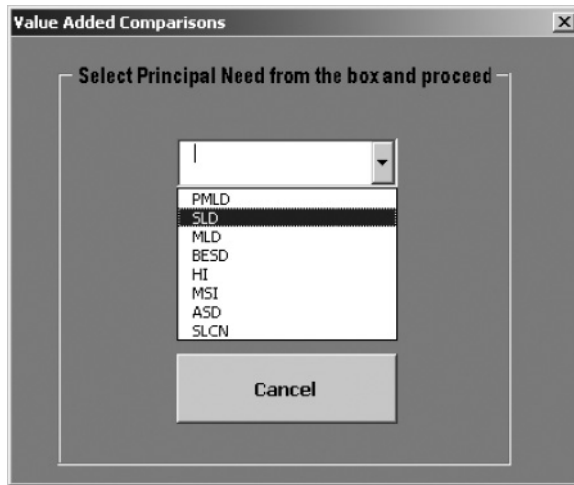 Value Added Comparisons
Select Principal Need from the box and proceed
PMLD
SLD
MLD
BESD
HI
MSI
ASD
SLCN
Cancel